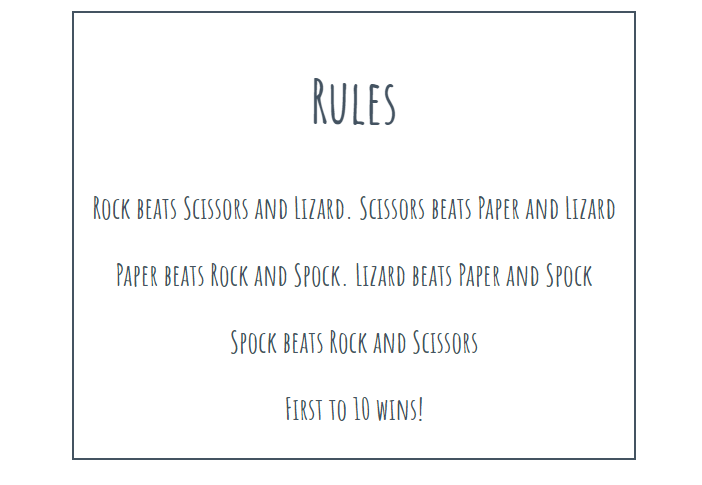 Rules
Rock beats Scissors and Lizard. Scissors beats Paper and Lizard
Paper beats Rock and Spock. Lizard beats Paper and Spock
Spock beats Rock and Scissors
First to 10 wins!